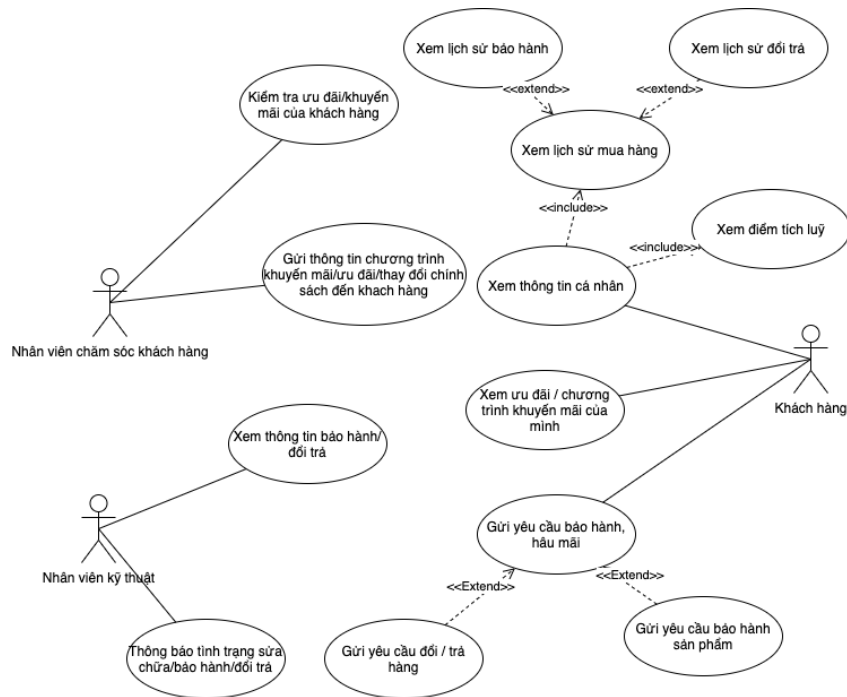 Xem lịch sử bảo hành
Xem lịch sử đổi trả
<<extend>>
<<extend>>
Kiểm tra ưu đãi/khuyến
mãi của khách hàng
Xem lịch sử mua hàng
<<include>>
Xem điểm tích luỹ
<<include>>
Gửi thông tin chương trình
khuyến mãi/ưu đãi/thay đổi chính
sách đến khach hàng
Xem thông tin cá nhân
Nhân viên chăm sóc khách hàng
Khách hàng
Xem ưu đãi / chương
trình khuyến mãi của
mình
Xem thông tin bảo hành/
đổi trả
Gửi yêu cầu bảo hành,
hâu mãi
Nhân viên kỹ thuật
<<Extend>>
<<Extend>>
Thông báo tình trạng sửa
chữa/bảo hành/đổi trả
Gửi yêu cầu đổi / trả
hàng
Gửi yêu cầu bảo hành
sản phẩm